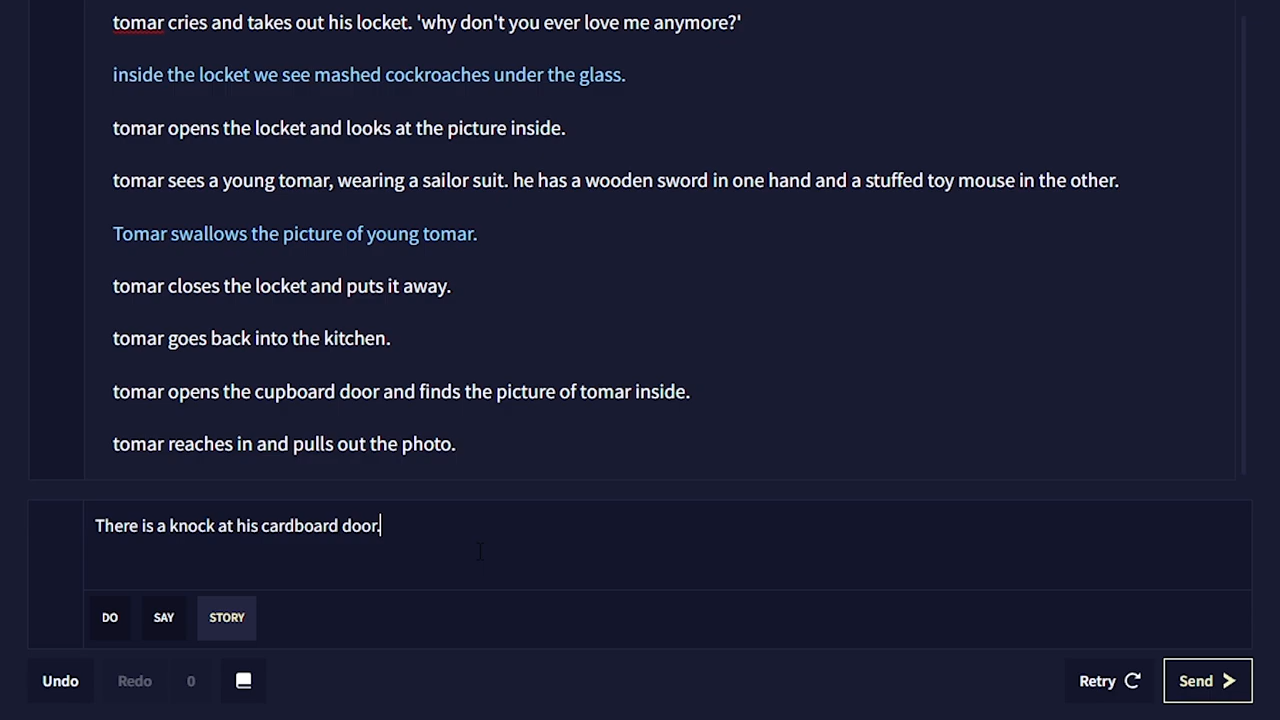 tomar cries and takes out his locket. 'why don't you ever love me anymore?'
inside the locket we see mashed cockroaches under the glass.
tomar opens the locket and looks at the picture inside.
tomar sees a young tomar, wearing a sailor suit. he has a wooden sword in one hand and a stuffed toy mouse in the other.
Tomar swallows the picture of young tomar.
tomar closes the locket and puts it away.
tomar goes back into the kitchen.
tomar opens the cupboard door and finds the picture of tomar inside.
tomar reaches in and pulls out the photo.
There is a knock at his cardboard door.
DO SAY STORY
Undo Redo 0 Retry Send